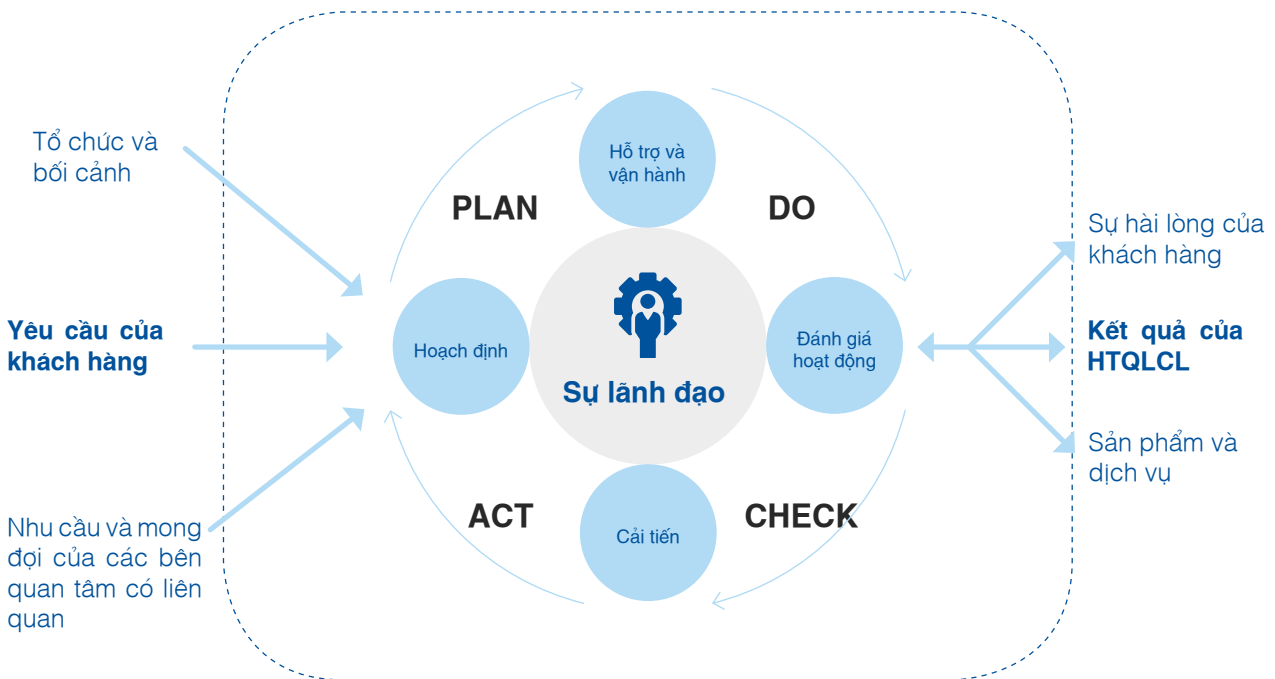 Tổ chức và
bối cảnh
Yêu cầu của
khách hàng
Nhu cầu và mong
đợi của các bên
quan tâm có liên
quan
PLAN
Hỗ trợ và
vận hành
DO
Hoạch định
Sự lãnh đạo
Đánh giá
hoạt động
ACT
Cải tiến
CHECK
Sự hài lòng của
khách hàng
Kết quả của
HTQLCL
Sản phẩm và
dịch vụ